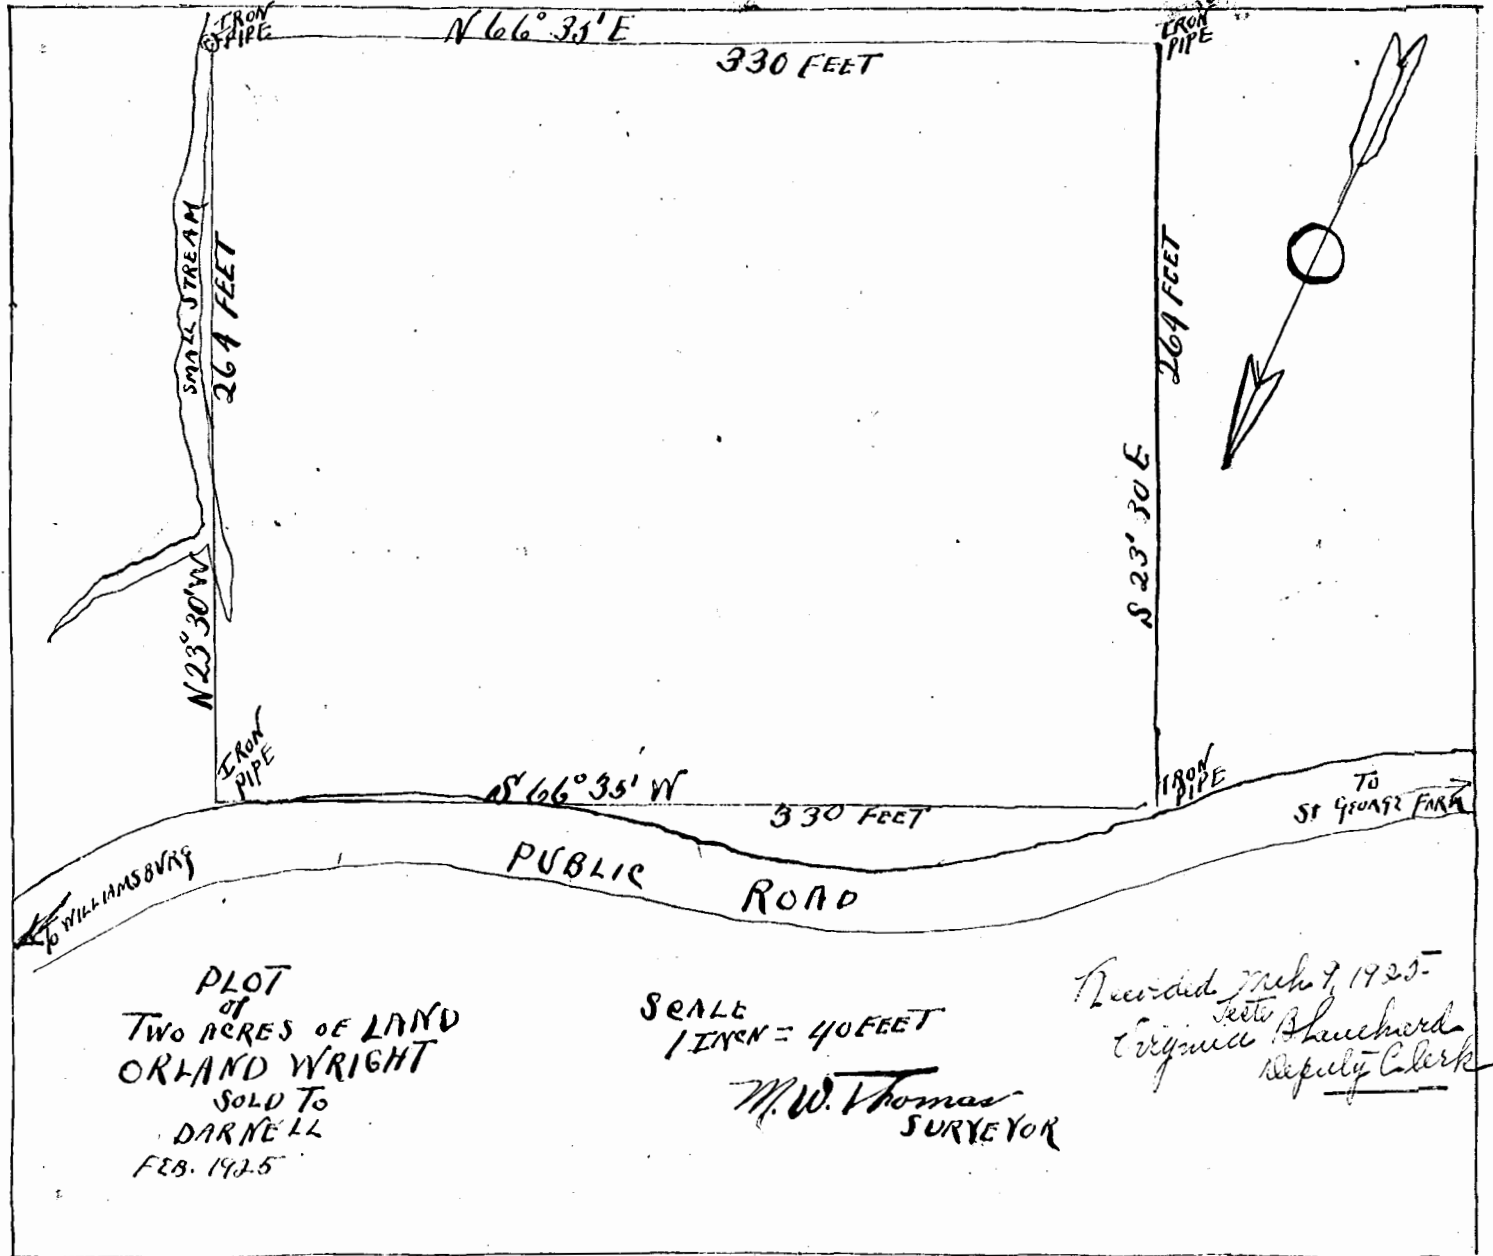 IRON
PIPE
N 66° 35' E
330 FEET
IRON
PIPE
SMALL STREAM
264 FEET
N 23° 30' W
264 FEET
S 23' 30 E
IRON
PIPE
S 66° 35' W
330 FEET
IRON
PIPE
TO
ST GEORGE FARM
TO WILLIAMSBURG
PUBLIC ROAD
PLOT
of
TWO ACRES OF LAND
ORLAND WRIGHT
SOLD TO
DARNELL
FEB. 1925
SCALE
1 INCH = 40 FEET
M. W. Thomas
SURVEYOR
Recorded Mch 9, 1925
Teste
Virginia Blanchard
Deputy Clerk